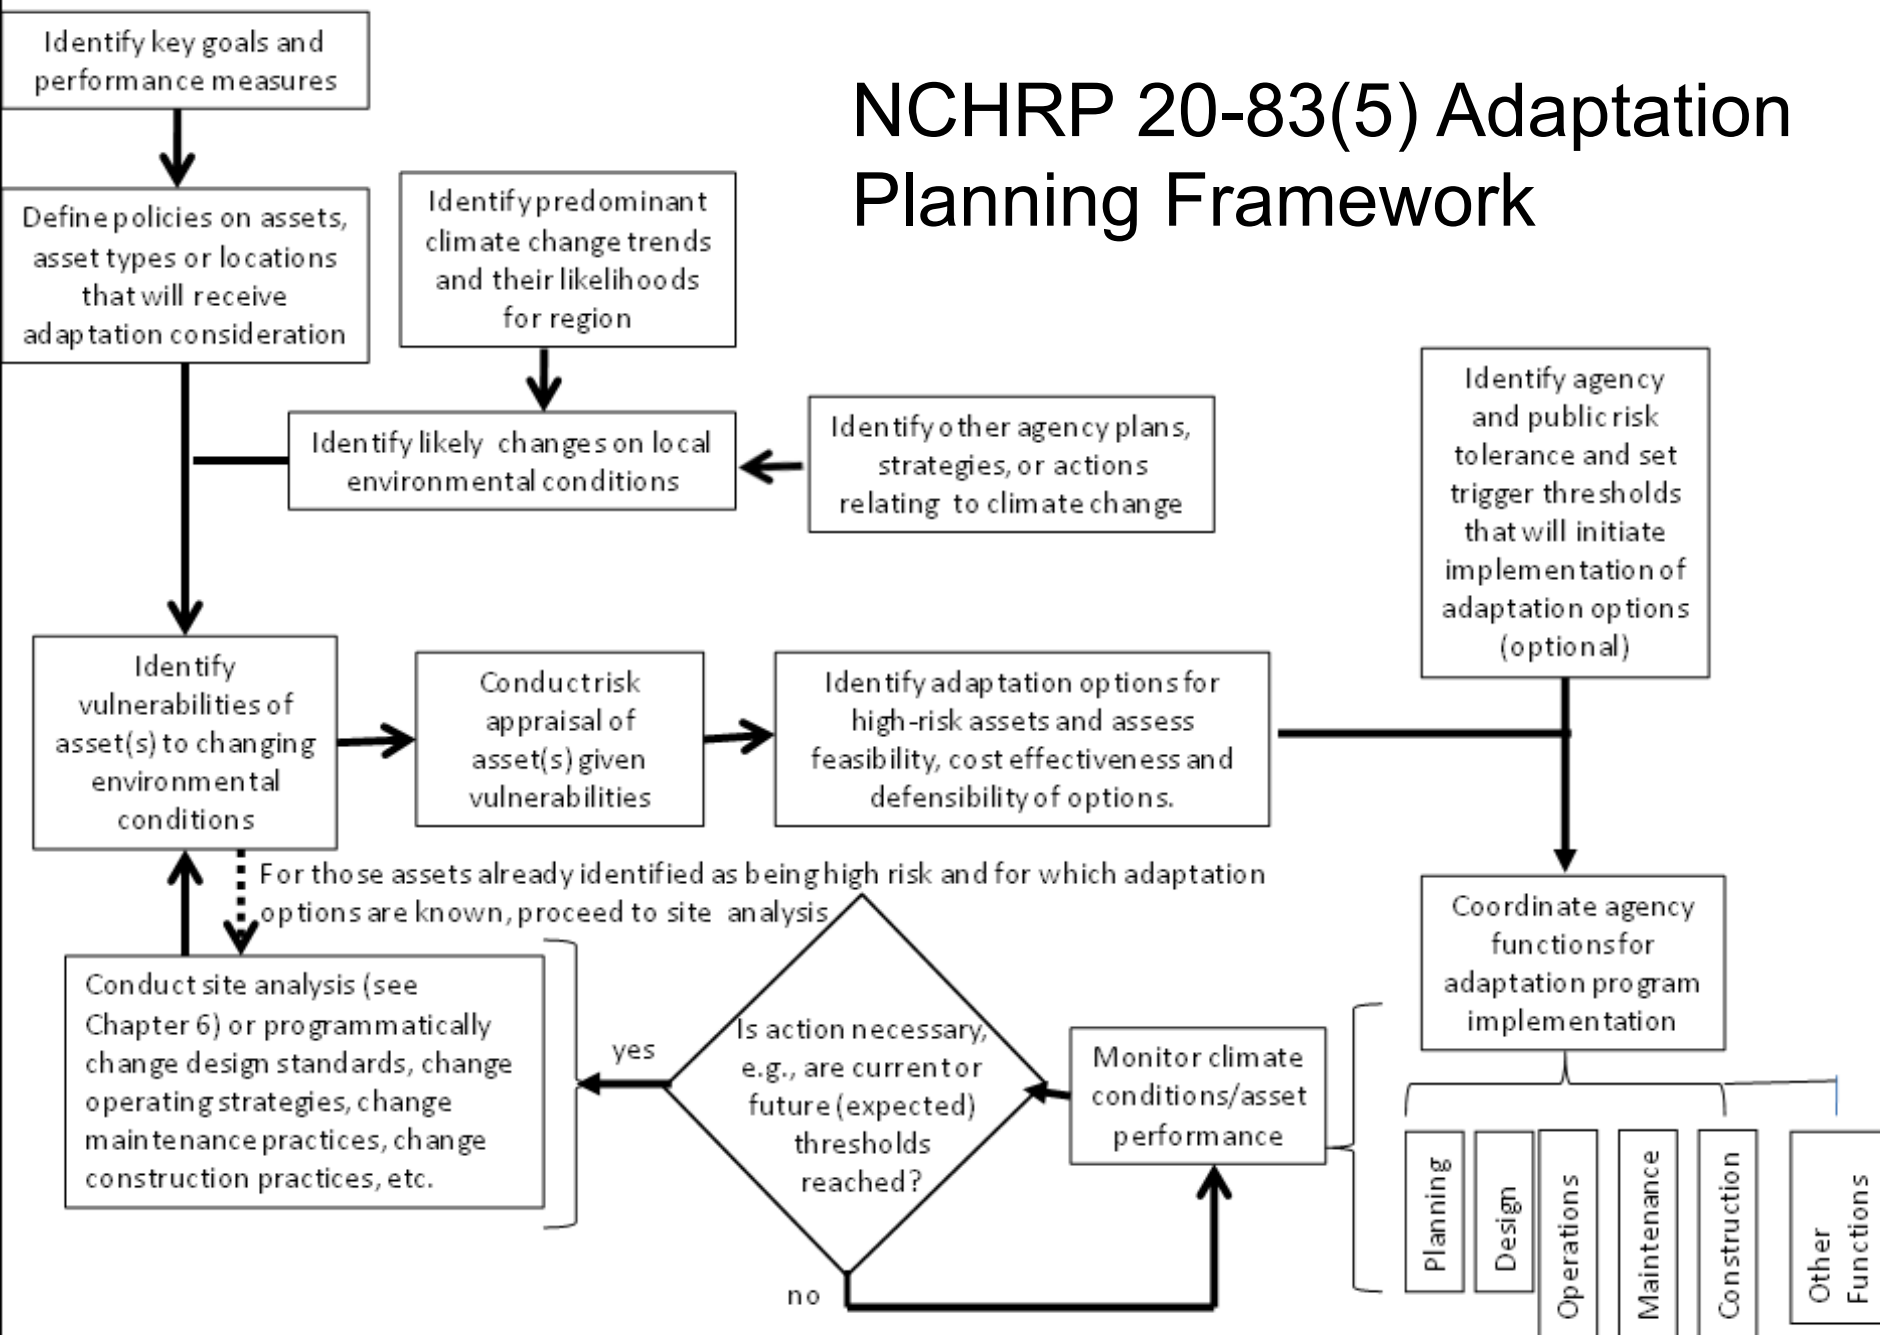 NCHRP 20-83(5) Adaptation
Planning Framework
Identify key goals and
performance measures
Define policies on assets,
asset types or locations
that will receive
adaptation consideration
Identify predominant
climate change trends
and their likelihoods
for region
Identify likely changes on local
environmental conditions
Identify other agency plans,
strategies, or actions
relating to climate change
Identify agency
and public risk
tolerance and set
trigger thresholds
that will initiate
implementation of
adaptation options
(optional)
Identify
vulnerabilities of
asset(s) to changing
environmental
conditions
Conduct risk
appraisal of
asset(s) given
vulnerabilities
Identify adaptation options for
high-risk assets and assess
feasibility, cost effectiveness and
defensibility of options.
For those assets already identified as being high risk and for which adaptation
options are known, proceed to site analysis
Coordinate agency
functions for
adaptation program
implementation
Conduct site analysis (see
Chapter 6) or programmatically
change design standards, change
operating strategies, change
maintenance practices, change
construction practices, etc.
yes
Is action necessary,
e.g., are current or
future (expected)
thresholds
reached?
no
Monitor climate
conditions/asset
performance
Planning
Design
Operations
Maintenance
Construction
Other
Functions